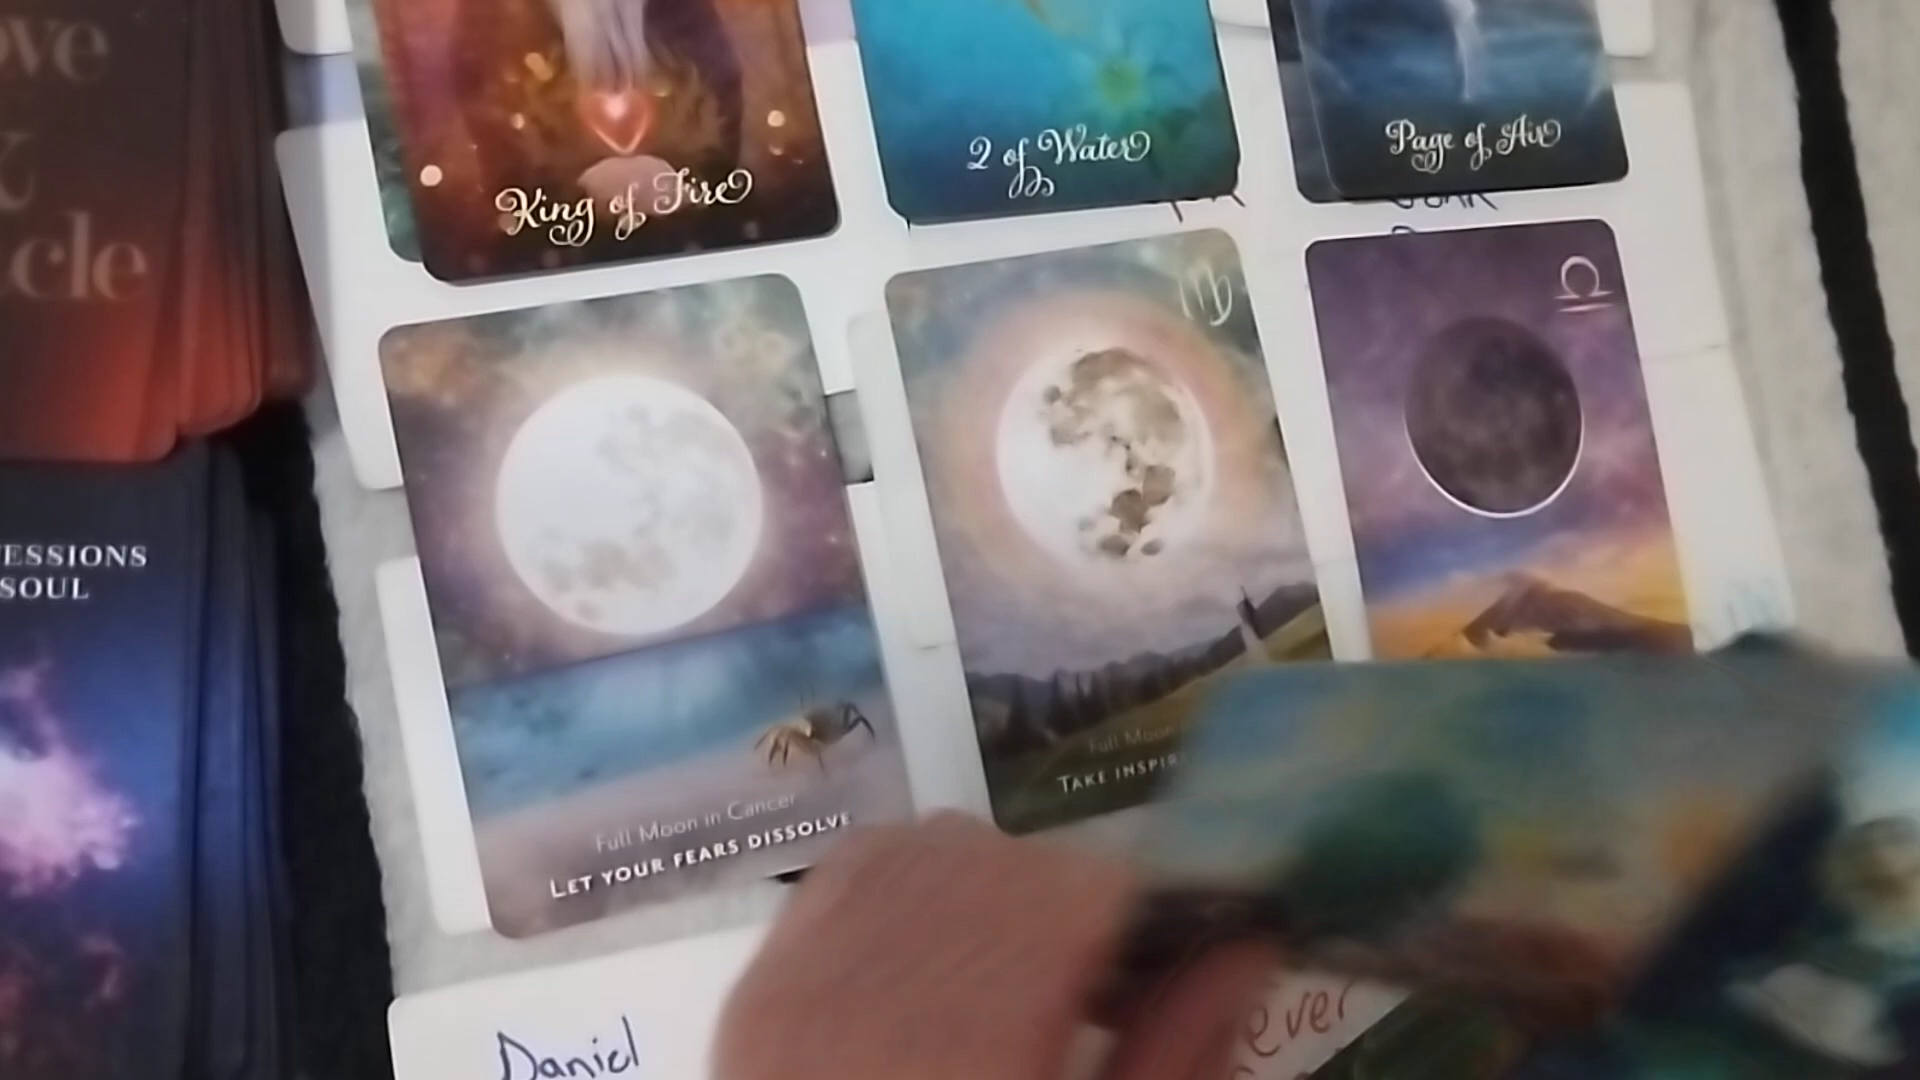 King of Fire
2 of Water
Page of Air
ESSIONS
SOUL
Full Moon in Cancer
LET YOUR FEARS DISSOLVE
Full Moon
TAKE
Daniel
ever